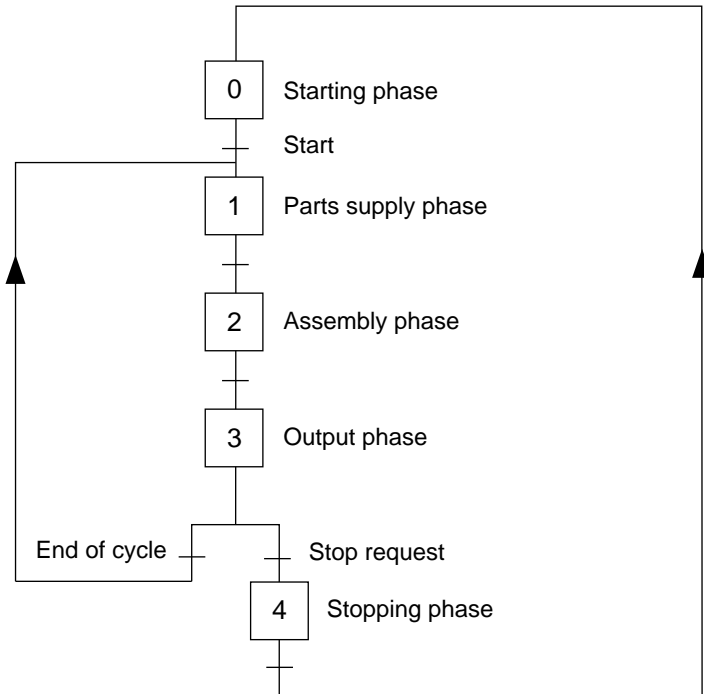 0 Starting phase
Start
1 Parts supply phase
2 Assembly phase
3 Output phase
End of cycle Stop request
4 Stopping phase